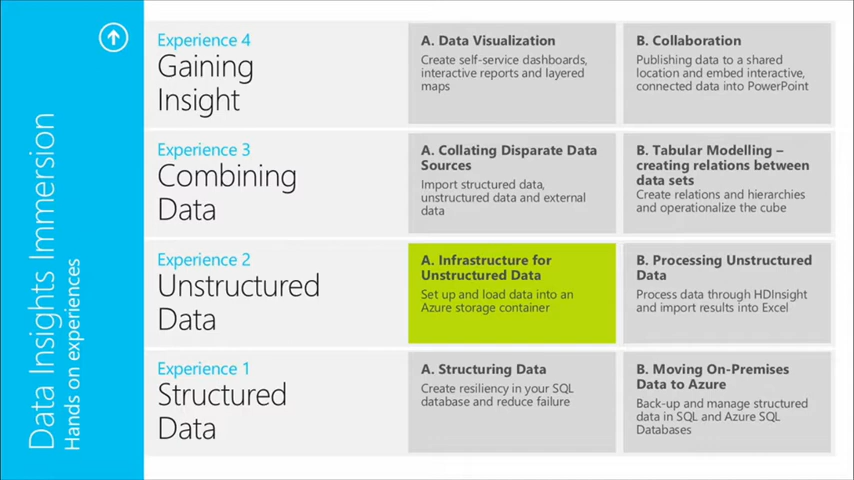 Data Insights Immersion
Hands on experiences
Experience 4
Gaining
Insight
A. Data Visualization
Create self-service dashboards,
interactive reports and layered
maps
B. Collaboration
Publishing data to a shared
location and embed interactive,
connected data into PowerPoint
Experience 3
Combining
Data
A. Collating Disparate Data
Sources
Import structured data,
unstructured data and external
data
B. Tabular Modelling –
creating relations between
data sets
Create relations and hierarchies
and operationalize the cube
Experience 2
Unstructured
Data
A. Infrastructure for
Unstructured Data
Set up and load data into an
Azure storage container
B. Processing Unstructured
Data
Process data through HDInsight
and import results into Excel
Experience 1
Structured
Data
A. Structuring Data
Create resiliency in your SQL
database and reduce failure
B. Moving On-Premises
Data to Azure
Back-up and manage structured
data in SQL and Azure SQL
Databases